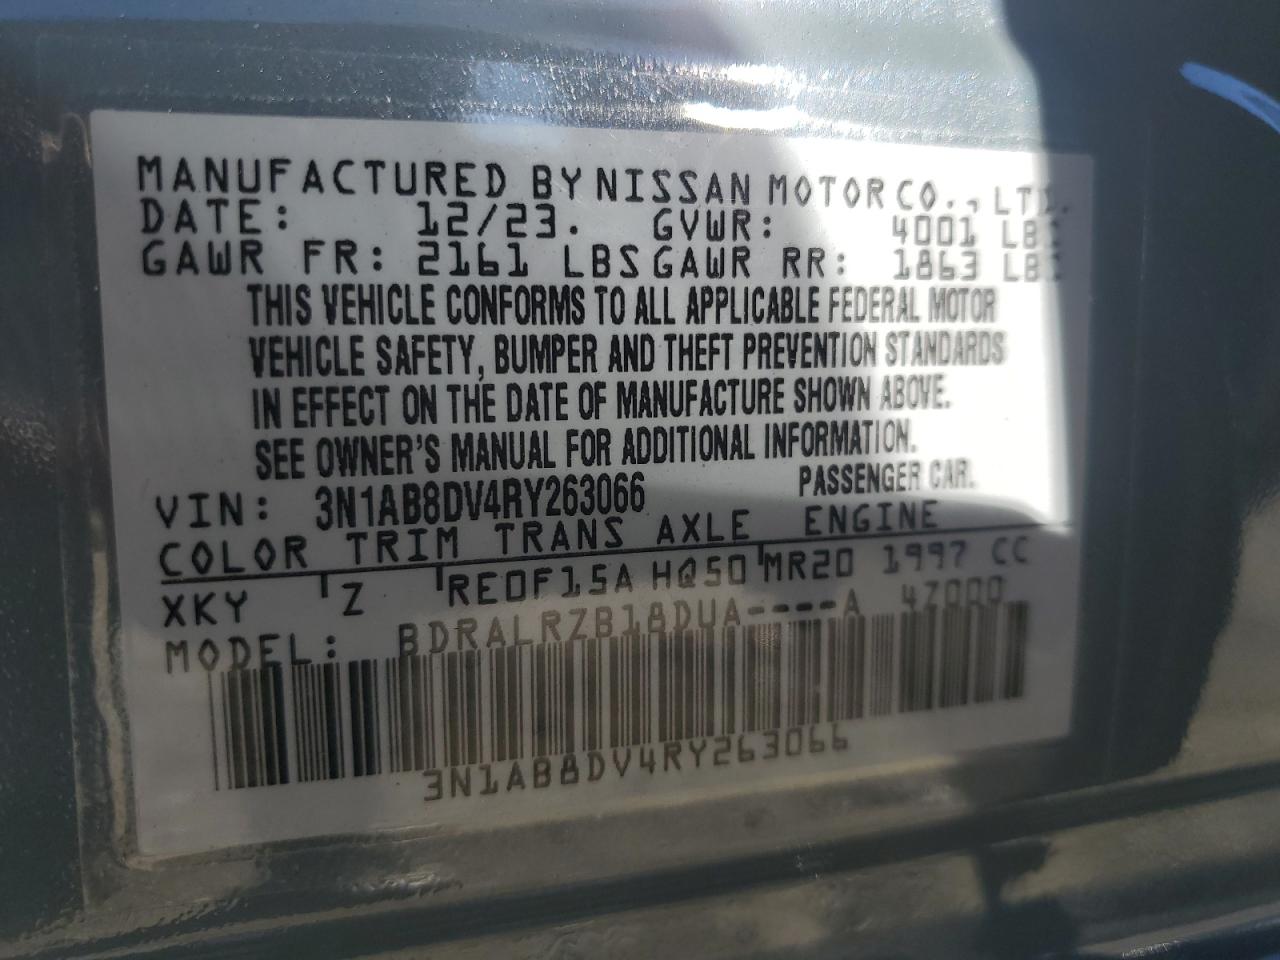 MANUFACTURED BY NISSAN MOTOR CO., LTD.
DATE: 12/23. GVWR: 4001 LBS
GAWR FR: 2161 LBS GAWR RR: 1863 LBS
THIS VEHICLE CONFORMS TO ALL APPLICABLE FEDERAL MOTOR
VEHICLE SAFETY, BUMPER AND THEFT PREVENTION STANDARDS
IN EFFECT ON THE DATE OF MANUFACTURE SHOWN ABOVE.
SEE OWNER'S MANUAL FOR ADDITIONAL INFORMATION.
VIN: 3N1AB8DV4RY263066 PASSENGER CAR.
COLOR TRIM TRANS AXLE ENGINE
XKY Z RE0F15A HQ50 MR20 1997 CC
MODEL: BDRALRZB18DUA----A 47000
3N1AB8DV4RY263066